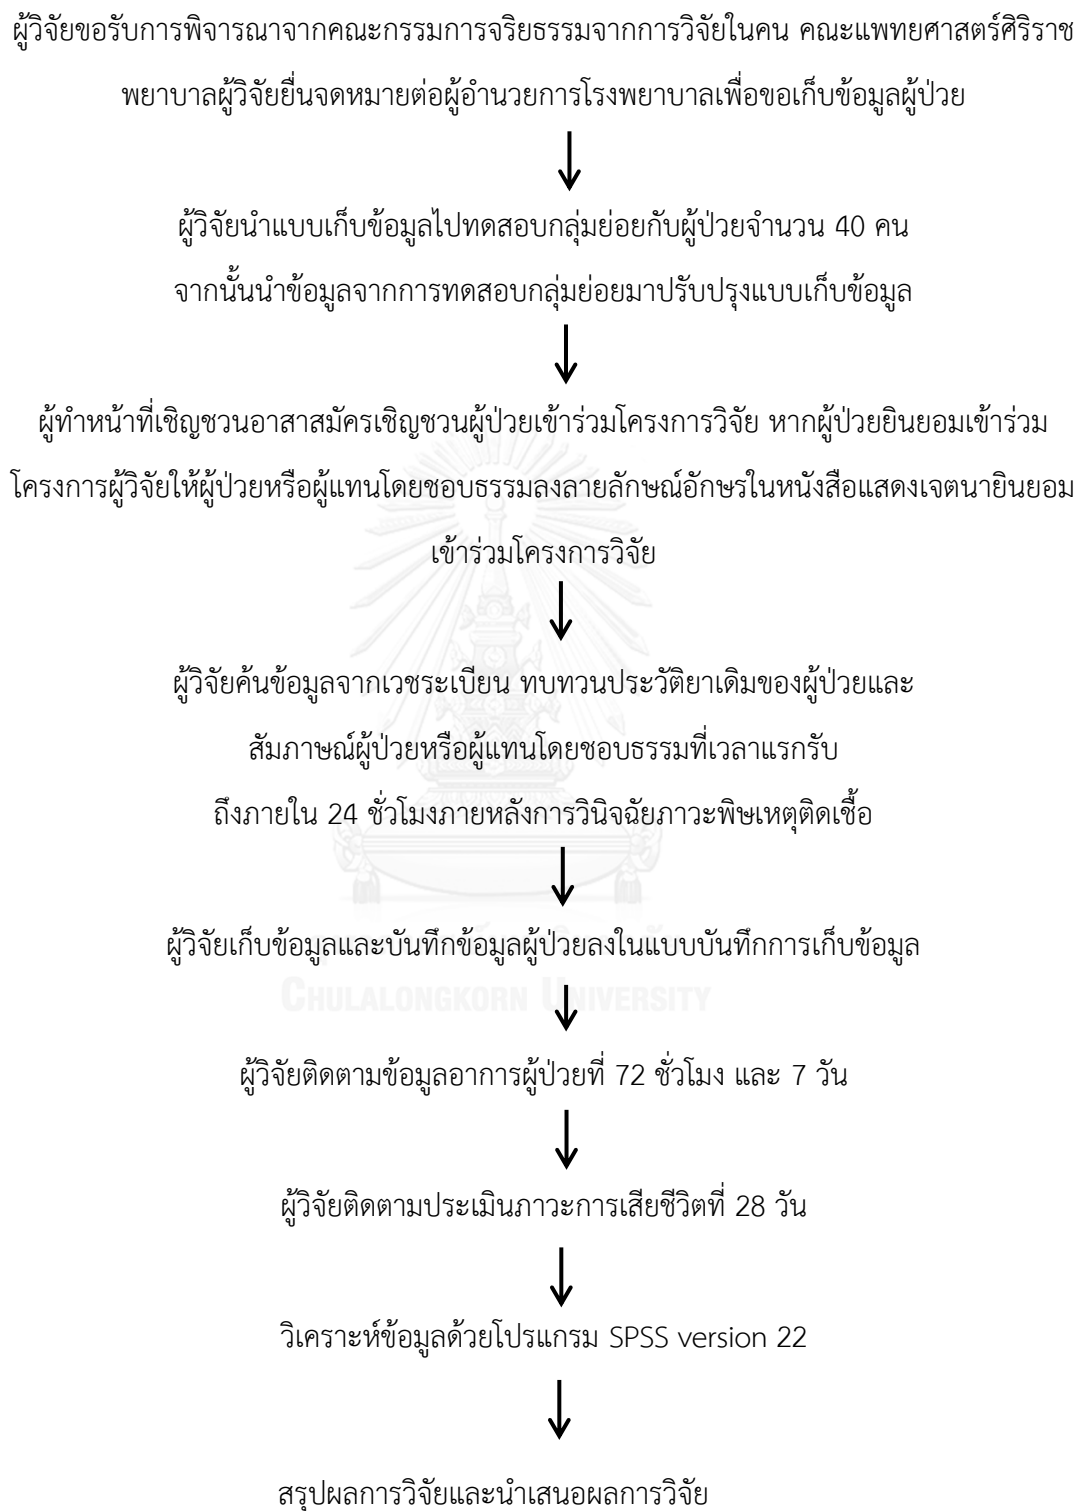 ผู้วิจัยขอรับการพิจารณาจากคณะกรรมการจริยธรรมจากการวิจัยในคน คณะแพทยศาสตร์ศิริราช
พยาบาลผู้วิจัยยื่นจดหมายต่อผู้อำนวยการโรงพยาบาลเพื่อขอเก็บข้อมูลผู้ป่วย
ผู้วิจัยนำแบบเก็บข้อมูลไปทดสอบกลุ่มย่อยกับผู้ป่วยจำนวน 40 คน
จากนั้นนำข้อมูลจากการทดสอบกลุ่มย่อยมาปรับปรุงแบบเก็บข้อมูล
ผู้ทำหน้าที่เชิญชวนอาสาสมัครเชิญชวนผู้ป่วยเข้าร่วมโครงการวิจัย หากผู้ป่วยยินยอมเข้าร่วม
โครงการผู้วิจัยให้ผู้ป่วยหรือผู้แทนโดยชอบธรรมลงลายลักษณ์อักษรในหนังสือแสดงเจตนายินยอม
เข้าร่วมโครงการวิจัย
ผู้วิจัยค้นข้อมูลจากเวชระเบียน ทบทวนประวัติยาเดิมของผู้ป่วยและ
สัมภาษณ์ผู้ป่วยหรือผู้แทนโดยชอบธรรมที่เวลาแรกรับ
ถึงภายใน 24 ชั่วโมงภายหลังการวินิจฉัยภาวะพิษเหตุติดเชื้อ
ผู้วิจัยเก็บข้อมูลและบันทึกข้อมูลผู้ป่วยลงในแบบบันทึกการเก็บข้อมูล
CHULALONGKORN UNIVERSITY
ผู้วิจัยติดตามข้อมูลอาการผู้ป่วยที่ 72 ชั่วโมง และ 7 วัน
ผู้วิจัยติดตามประเมินภาวะการเสียชีวิตที่ 28 วัน
วิเคราะห์ข้อมูลด้วยโปรแกรม SPSS version 22
สรุปผลการวิจัยและนำเสนอผลการวิจัย